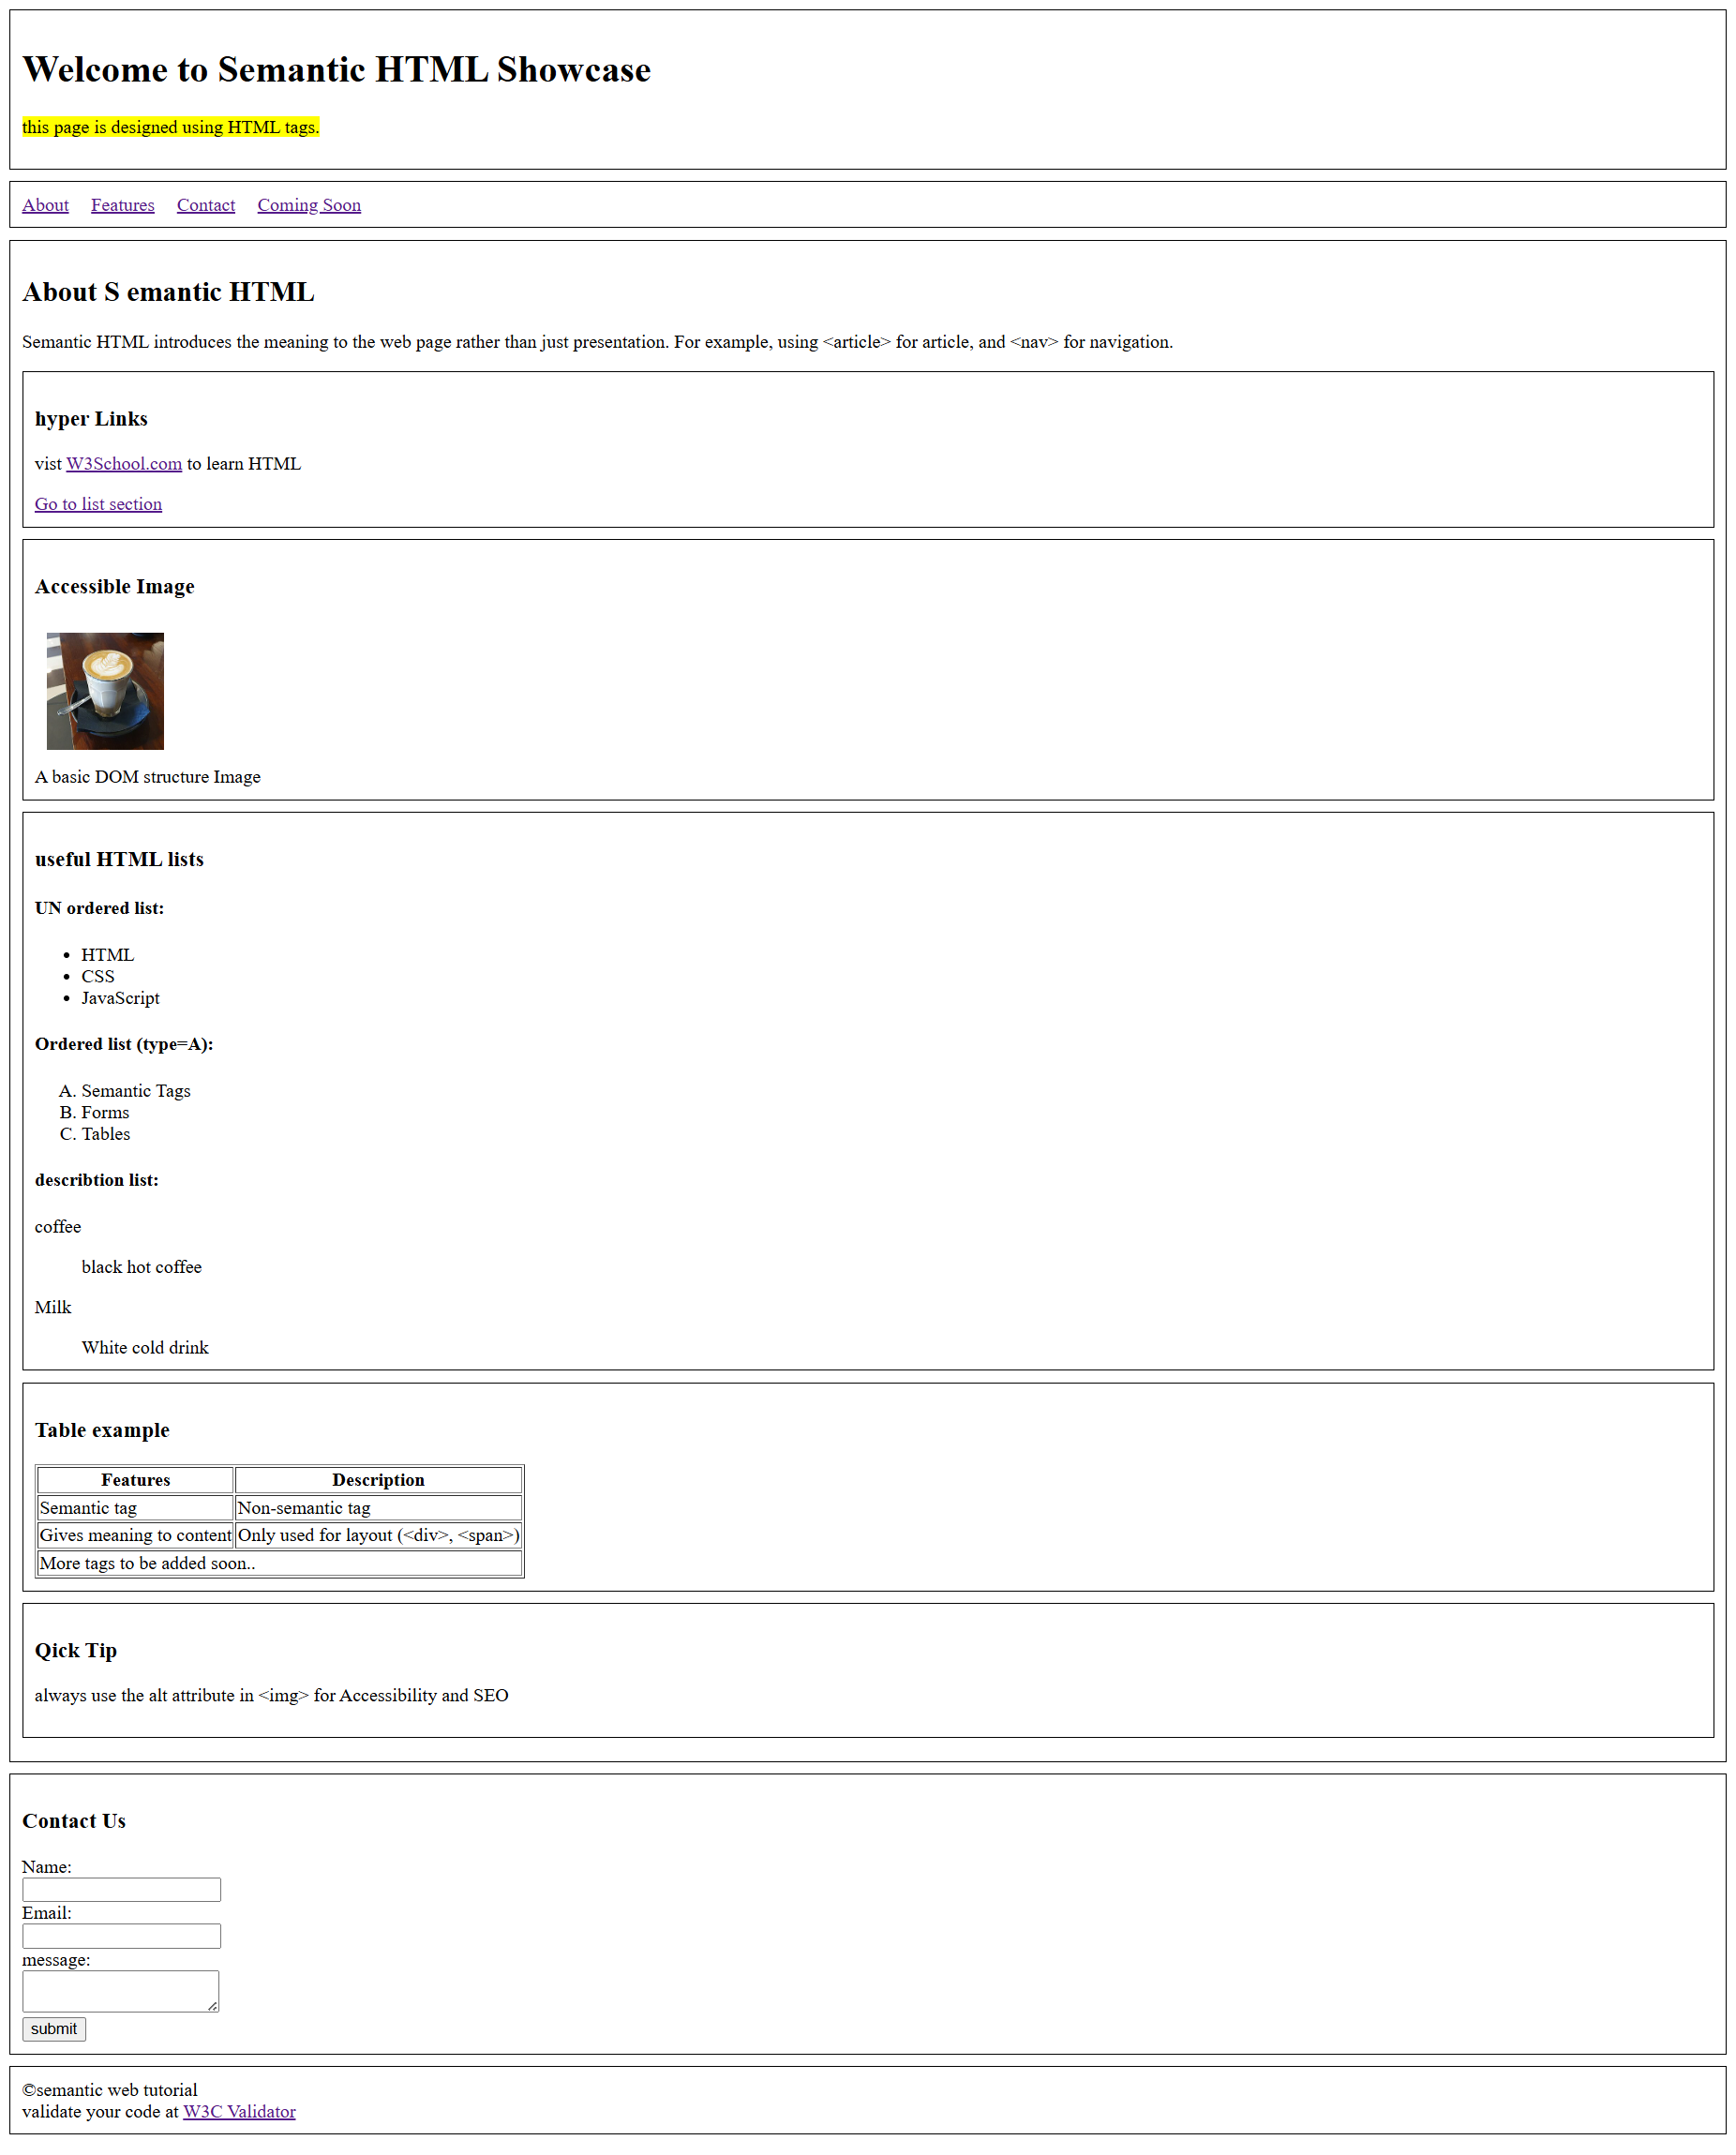 Welcome to Semantic HTML Showcase
this page is designed using HTML tags.
About Features Contact Coming Soon
About S emantic HTML
Semantic HTML introduces the meaning to the web page rather than just presentation. For example, using <article> for article, and <nav> for navigation.
hyper Links
vist W3School.com to learn HTML
Go to list section
Accessible Image
A basic DOM structure Image
useful HTML lists
UN ordered list:
• HTML
• CSS
• JavaScript
Ordered list (type=A):
A. Semantic Tags
B. Forms
C. Tables
describtion list:
coffee
black hot coffee
Milk
White cold drink
Table example
Features Description
Semantic tag Non-semantic tag
Gives meaning to content Only used for layout (<div>, <span>)
More tags to be added soon..
Qick Tip
always use the alt attribute in <img> for Accessibility and SEO
Contact Us
Name:
Email:
message:
submit
©semantic web tutorial
validate your code at W3C Validator